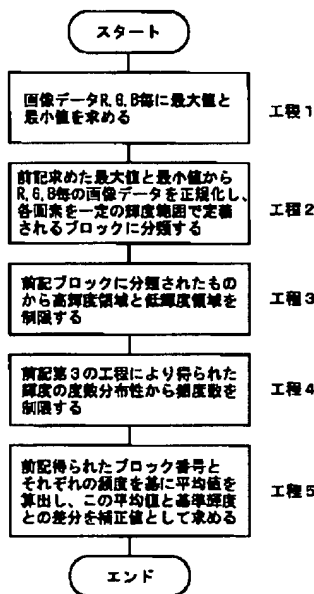 スタート
画像データR,G,B毎に最大値と
最小値を求める
工程1
前記求めた最大値と最小値から
R,G,B毎の画像データを正規化し、
各画素を一定の輝度範囲で定義
されるブロックに分類する
工程2
前記ブロックに分類されたもの
から高輝度領域と低輝度領域を
制限する
工程3
前記第3の工程により得られた
輝度の度数分布性から細度数を
制限する
工程4
前記得られたブロック番号と
それぞれの頻度を基に平均値を
算出し、この平均値と基準輝度
との差分を補正値として求める
工程5
エンド